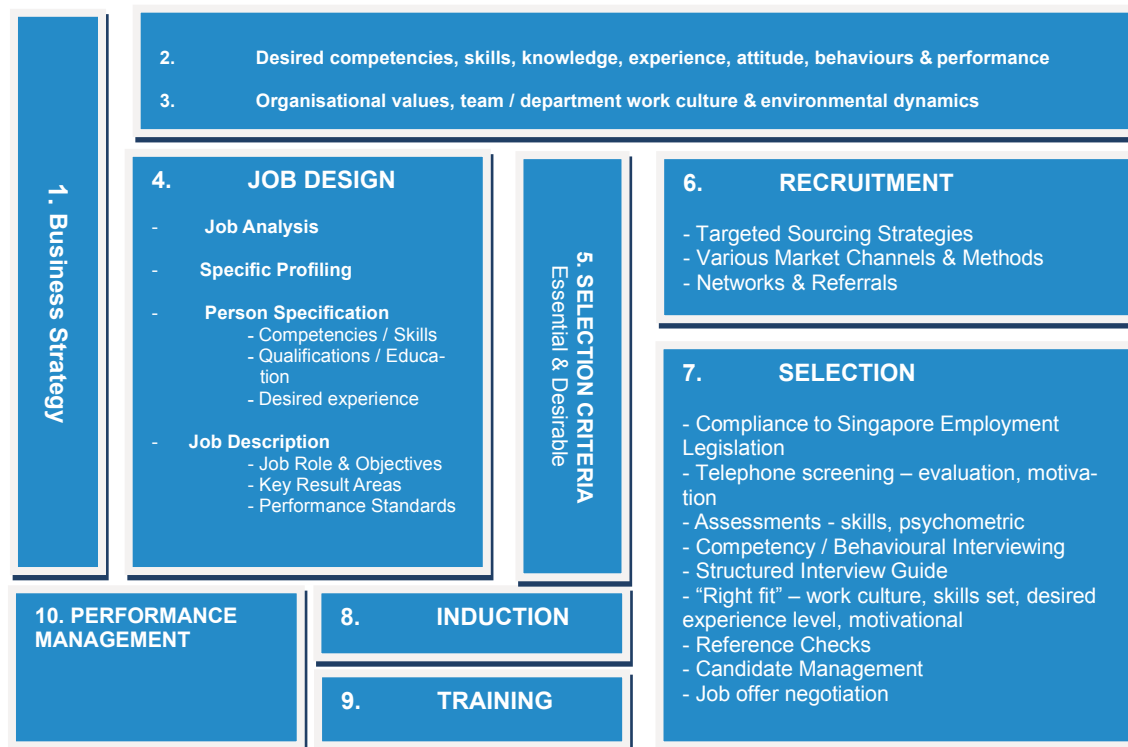 1. Business Strategy
2. Desired competencies, skills, knowledge, experience, attitude, behaviours & performance
3. Organisational values, team / department work culture & environmental dynamics
4. JOB DESIGN
- Job Analysis
- Specific Profiling
- Person Specification
- Competencies / Skills
- Qualifications / Educa-
tion
- Desired experience
- Job Description
- Job Role & Objectives
- Key Result Areas
- Performance Standards
5. SELECTION CRITERIA
Essential & Desirable
6. RECRUITMENT
- Targeted Sourcing Strategies
- Various Market Channels & Methods
- Networks & Referrals
7. SELECTION
- Compliance to Singapore Employment
Legislation
- Telephone screening – evaluation, motiva-
tion
- Assessments - skills, psychometric
- Competency / Behavioural Interviewing
- Structured Interview Guide
- “Right fit” – work culture, skills set, desired
experience level, motivational
- Reference Checks
- Candidate Management
- Job offer negotiation
8. INDUCTION
9. TRAINING
10. PERFORMANCE
MANAGEMENT